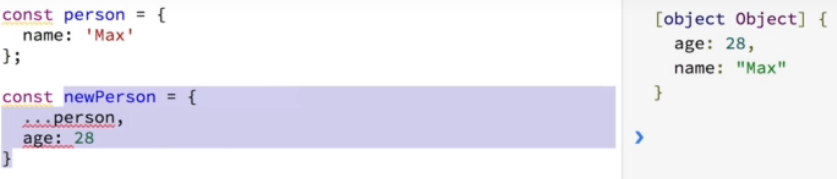 const person = {
  name: 'Max'
};
const newPerson = {
  ...person,
  age: 28
}
[object Object] {
  age: 28,
  name: "Max"
}
❯